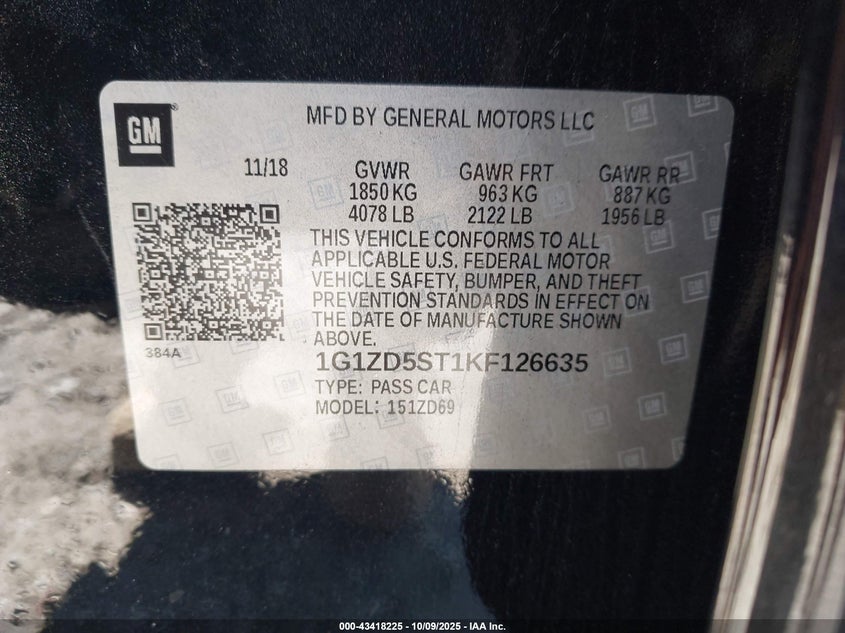 GM
MFD BY GENERAL MOTORS LLC
11/18 GVWR GAWR FRT GAWR RR
1850 KG 963 KG 887 KG
4078 LB 2122 LB 1956 LB
THIS VEHICLE CONFORMS TO ALL
APPLICABLE U.S. FEDERAL MOTOR
VEHICLE SAFETY, BUMPER, AND THEFT
PREVENTION STANDARDS IN EFFECT ON
THE DATE OF MANUFACTURE SHOWN
ABOVE.
384A
1G1ZD5ST1KF126635
TYPE: PASS CAR
MODEL: 151ZD69
000-43418225 - 10/09/2025 - IAA Inc.